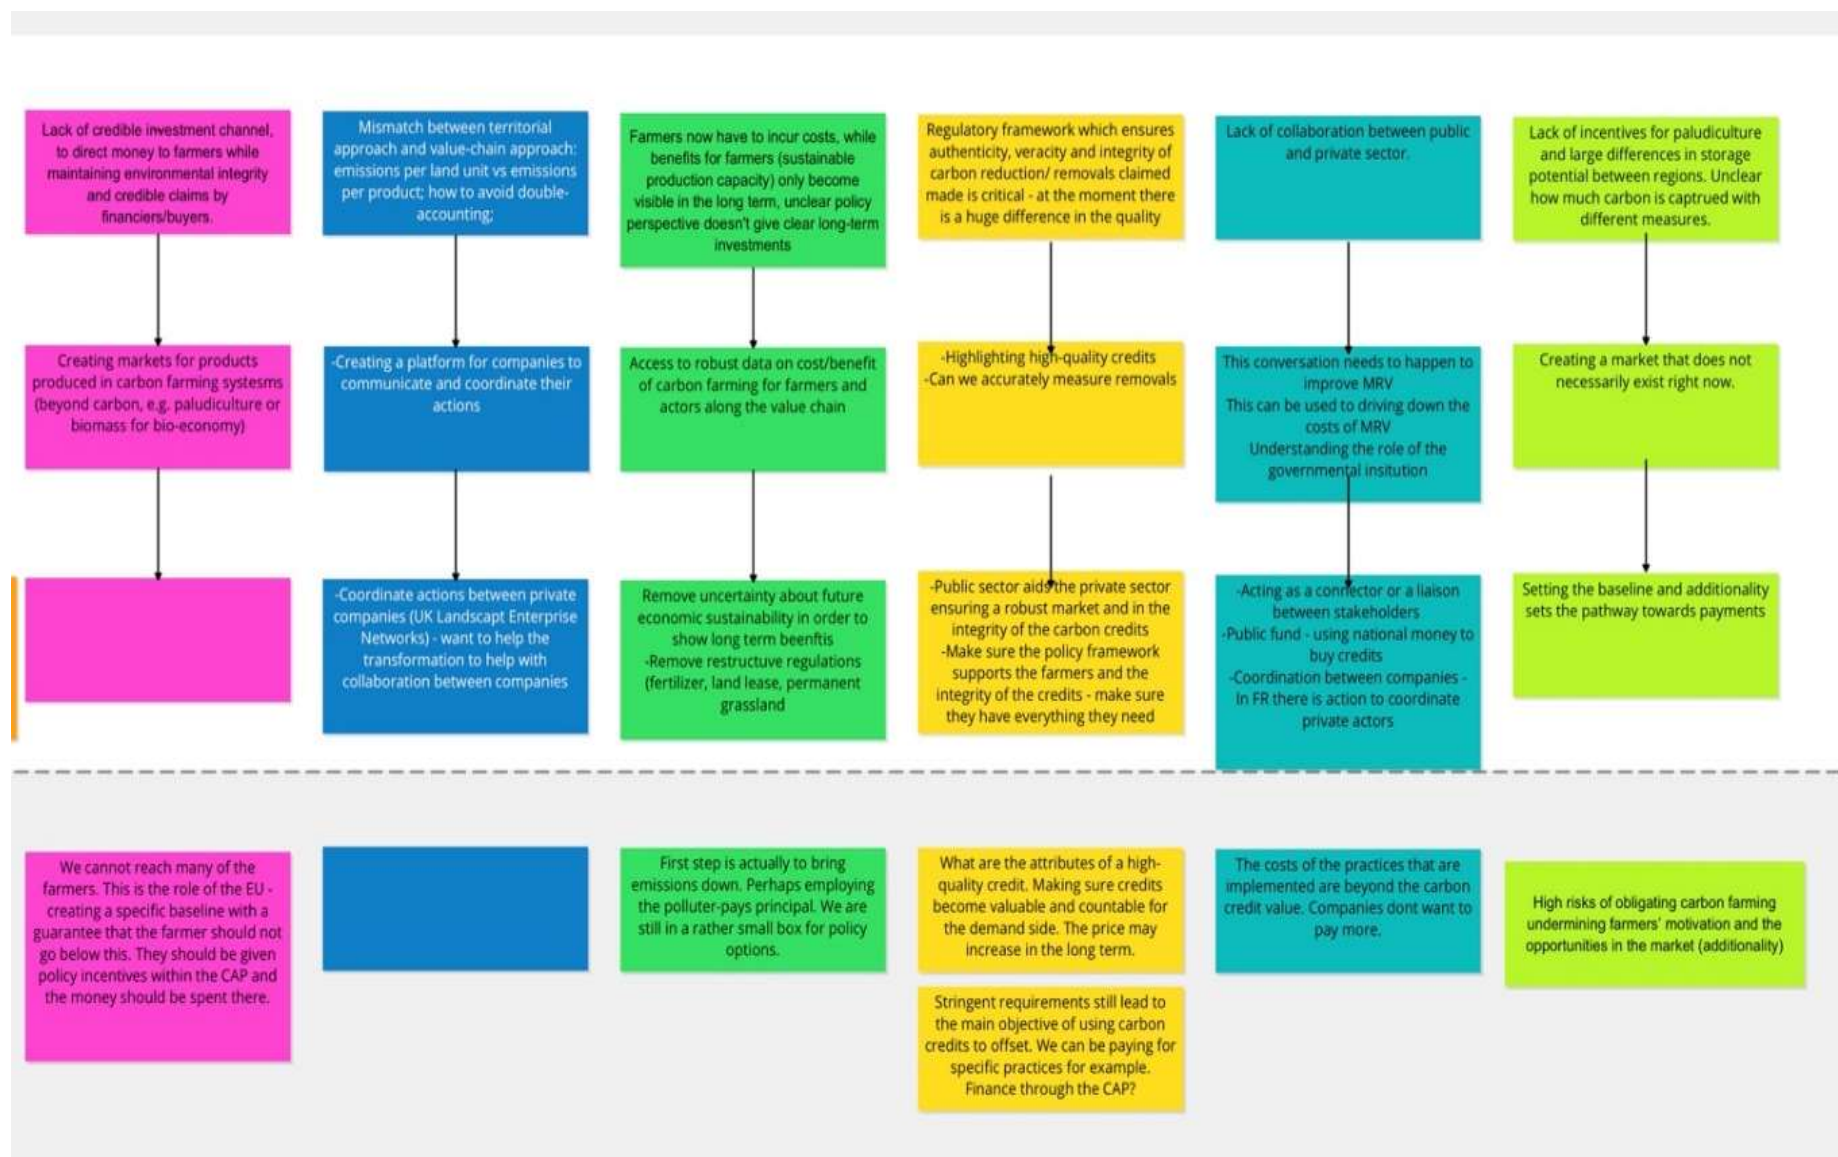 Lack of credible investment channel,
to direct money to farmers while
maintaining environmental integrity
and credible claims by
financiers/buyers.
Mismatch between territorial
approach and value-chain approach:
emissions per land unit vs emissions
per product; how to avoid double-
accounting;
Farmers now have to incur costs, while
benefits for farmers (sustainable
production capacity) only become
visible in the long term, unclear policy
perspective doesn't give clear long-term
investments
Regulatory framework which ensures
authenticity, veracity and integrity of
carbon reduction/ removals claimed
made is critical - at the moment there
is a huge difference in the quality
Lack of collaboration between public
and private sector.
Lack of incentives for paludiculture
and large differences in storage
potential between regions. Unclear
how much carbon is captrued with
different measures.
Creating markets for products
produced in carbon farming systesms
(beyond carbon, e.g. paludiculture or
biomass for bio-economy)
-Creating a platform for companies to
communicate and coordinate their
actions
Access to robust data on cost/benefit
of carbon farming for farmers and
actors along the value chain
-Highlighting high-quality credits
-Can we accurately measure removals
This conversation needs to happen to
improve MRV
This can be used to driving down the
costs of MRV
Understanding the role of the
governmental insitution
Creating a market that does not
necessarily exist right now.
-Coordinate actions between private
companies (UK Landscapt Enterprise
Networks) - want to help the
transformation to help with
collaboration between companies
Remove uncertainty about future
economic sustainability in order to
show long term beenftis
-Remove restructuve regulations
(fertilizer, land lease, permanent
grassland
-Public sector aids the private sector
ensuring a robust market and in the
integrity of the carbon credits
-Make sure the policy framework
supports the farmers and the
integrity of the credits - make sure
they have everything they need
-Acting as a connector or a liaison
between stakeholders
-Public fund - using national money to
buy credits
-Coordination between companies -
In FR there is action to coordinate
private actors
Setting the baseline and additionality
sets the pathway towards payments
We cannot reach many of the
farmers. This is the role of the EU -
creating a specific baseline with a
guarantee that the farmer should not
go below this. They should be given
policy incentives within the CAP and
the money should be spent there.
First step is actually to bring
emissions down. Perhaps employing
the polluter-pays principal. We are
still in a rather small box for policy
options.
What are the attributes of a high-
quality credit. Making sure credits
become valuable and countable for
the demand side. The price may
increase in the long term.
Stringent requirements still lead to
the main objective of using carbon
credits to offset. We can be paying for
specific practices for example.
Finance through the CAP?
The costs of the practices that are
implemented are beyond the carbon
credit value. Companies dont want to
pay more.
High risks of obligating carbon farming
undermining farmers' motivation and the
opportunities in the market (additionality)